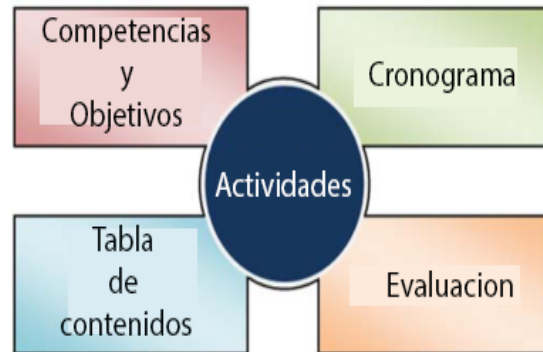 Competencias
y
Objetivos
Cronograma
Actividades
Tabla
de
contenidos
Evaluacion